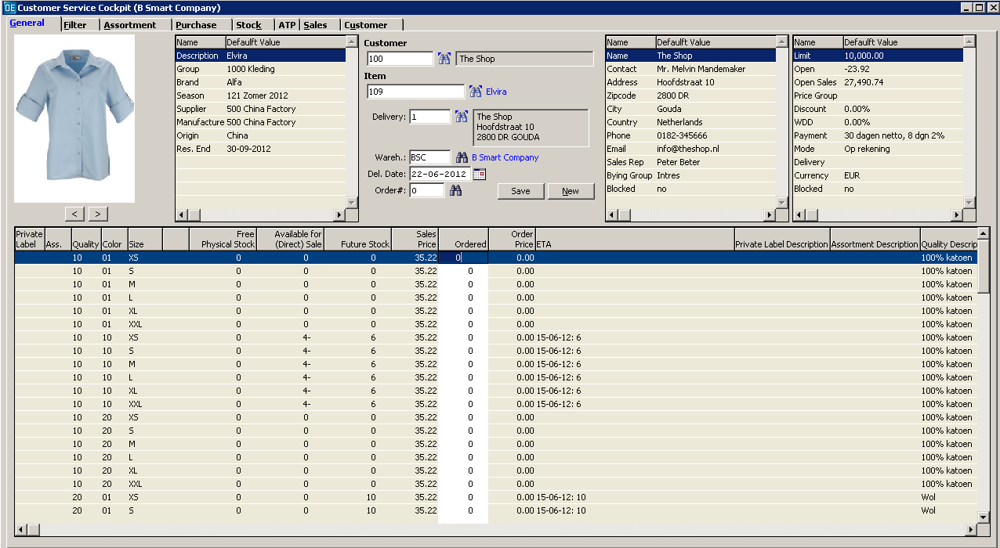 OE Customer Service Cockpit (B Smart Company)
General Filter Assortment Purchase Stock ATP Sales Customer
Name Defaulft Value
Description Elvira
Group 1000 Kleding
Brand Alfa
Season 121 Zomer 2012
Supplier 500 China Factory
Manufacture 500 China Factory
Origin China
Res. End 30-09-2012
< >
Customer
100 The Shop
Item
109 Elvira
Delivery: 1 The Shop
Hoofdstraat 10
2800 DR GOUDA
Wareh.: BSC B Smart Company
Del. Date: 22-06-2012
Order#: 0 Save New
Name Defaulft Value
Name The Shop
Contact Mr. Melvin Mandemaker
Address Hoofdstraat 10
Zipcode 2800 DR
City Gouda
Country Netherlands
Phone 0182-345666
Email info@theshop.nl
Sales Rep Peter Beter
Bying Group Intres
Blocked no
Name Defaulft Value
Limit 10,000.00
Open -23.92
Open Sales 27,490.74
Price Group
Discount 0.00%
WDD 0.00%
Payment 30 dagen netto, 8 dgn 2%
Mode Op rekening
Delivery
Currency EUR
Blocked no
Private Label Ass. Quality Color Size Free Physical Stock Available for (Direct) Sale Future Stock Sales Price Ordered Order Price ETA Private Label Description Assortment Description Quality Descrip
10 01 XS 0 0 0 35.22 0 0.00 100% katoen
10 01 S 0 0 0 35.22 0 0.00 100% katoen
10 01 M 0 0 0 35.22 0 0.00 100% katoen
10 01 L 0 0 0 35.22 0 0.00 100% katoen
10 01 XL 0 0 0 35.22 0 0.00 100% katoen
10 01 XXL 0 0 0 35.22 0 0.00 100% katoen
10 10 XS 0 4- 6 35.22 0 0.00 15-06-12: 6 100% katoen
10 10 S 0 4- 6 35.22 0 0.00 15-06-12: 6 100% katoen
10 10 M 0 4- 6 35.22 0 0.00 15-06-12: 6 100% katoen
10 10 L 0 4- 6 35.22 0 0.00 15-06-12: 6 100% katoen
10 10 XL 0 4- 6 35.22 0 0.00 15-06-12: 6 100% katoen
10 10 XXL 0 4- 6 35.22 0 0.00 15-06-12: 6 100% katoen
10 20 XS 0 0 0 35.22 0 0.00 100% katoen
10 20 S 0 0 0 35.22 0 0.00 100% katoen
10 20 M 0 0 0 35.22 0 0.00 100% katoen
10 20 L 0 0 0 35.22 0 0.00 100% katoen
10 20 XL 0 0 0 35.22 0 0.00 100% katoen
10 20 XXL 0 0 0 35.22 0 0.00 100% katoen
20 01 XS 0 0 10 35.22 0 0.00 15-06-12: 10 Wol
20 01 S 0 0 10 35.22 0 0.00 15-06-12: 10 Wol